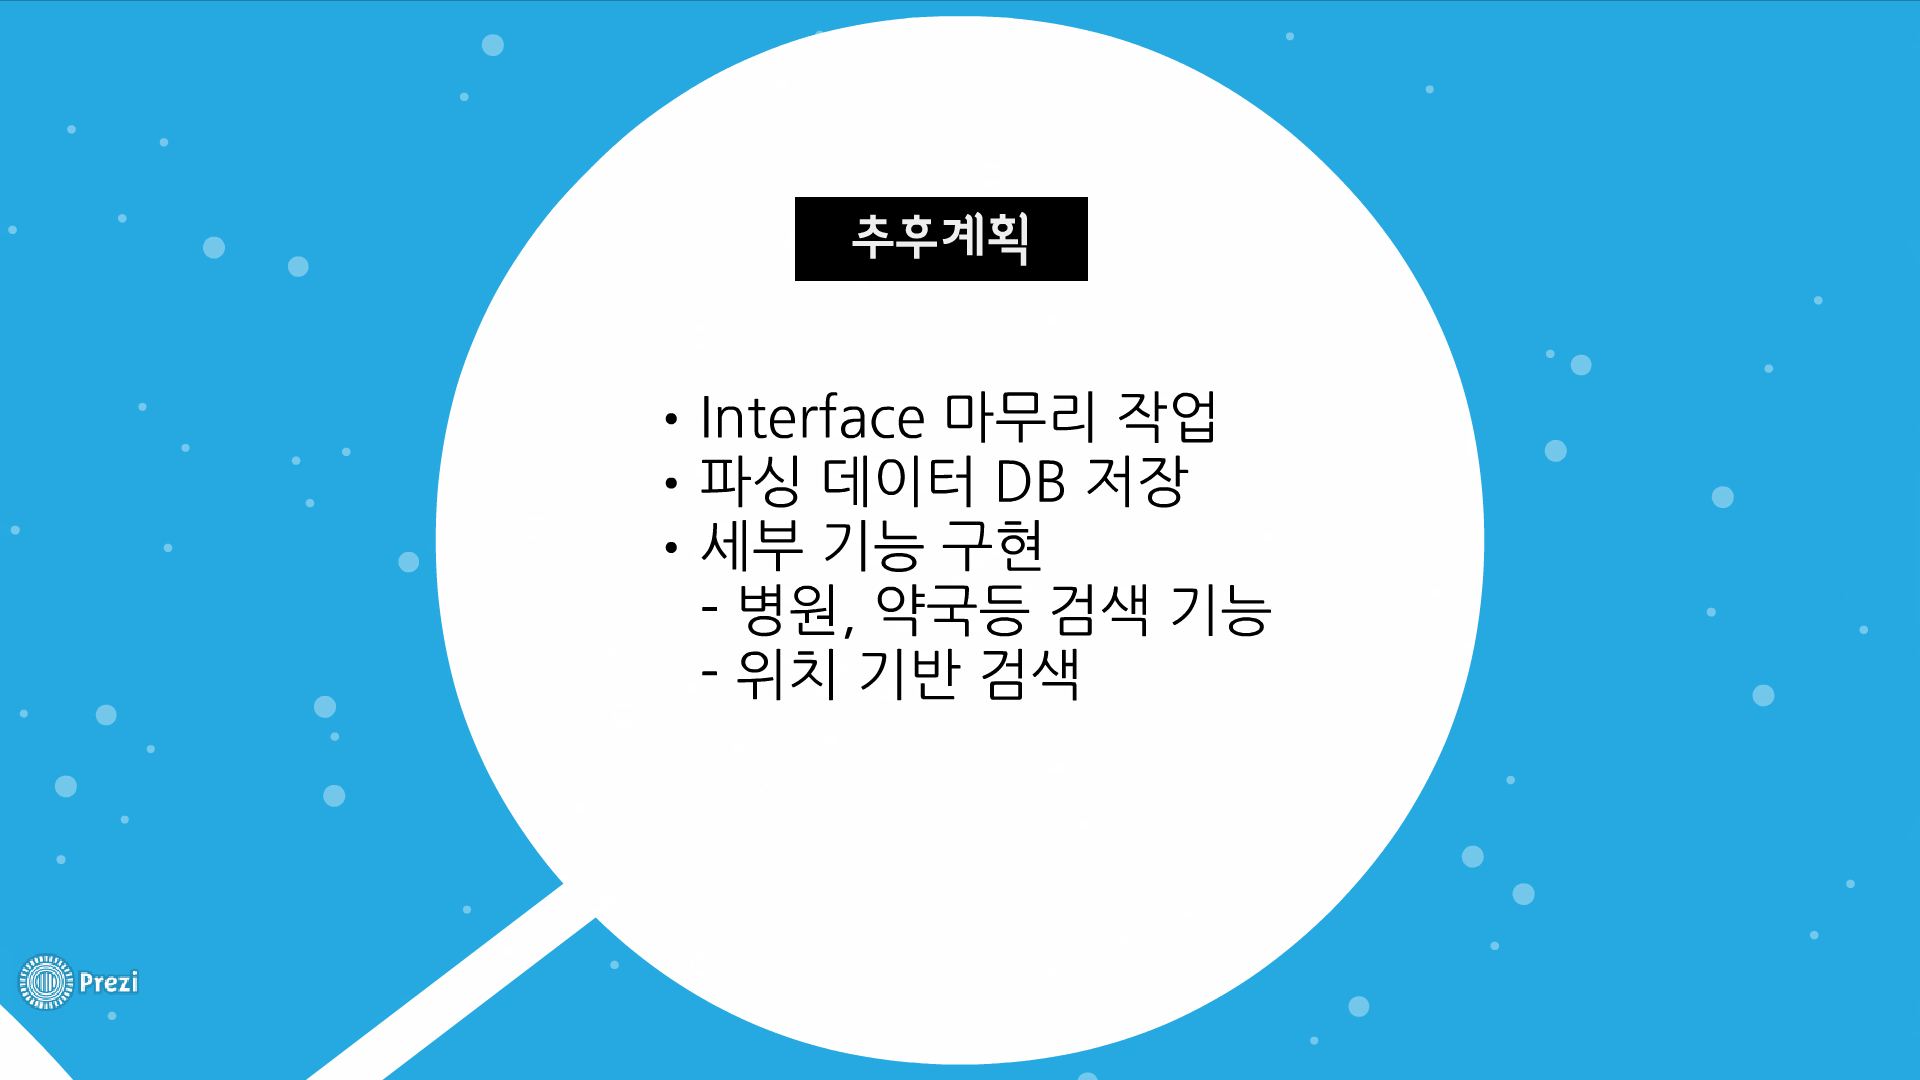 추후계획
• Interface 마무리 작업
• 파싱 데이터 DB 저장
• 세부 기능 구현
- 병원, 약국등 검색 기능
- 위치 기반 검색
Prezi